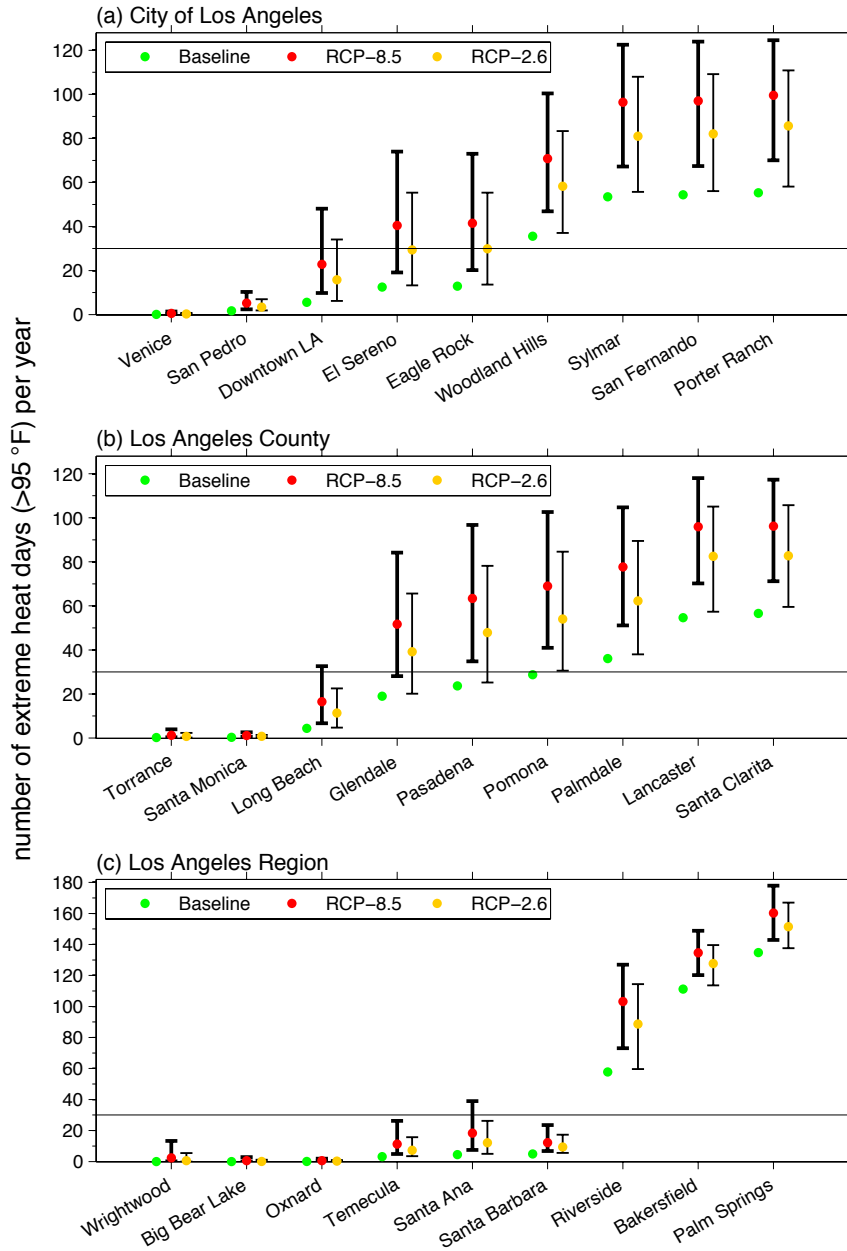 number of extreme heat days (>95 °F) per year
(a) City of Los Angeles
Baseline RCP−8.5 RCP−2.6
120
100
80
60
40
20
0
Venice
San Pedro
Downtown LA
El Sereno
Eagle Rock
Woodland Hills
Sylmar
San Fernando
Porter Ranch
(b) Los Angeles County
Baseline RCP−8.5 RCP−2.6
120
100
80
60
40
20
0
Torrance
Santa Monica
Long Beach
Glendale
Pasadena
Pomona
Palmdale
Lancaster
Santa Clarita
(c) Los Angeles Region
Baseline RCP−8.5 RCP−2.6
180
160
140
120
100
80
60
40
20
0
Wrightwood
Big Bear Lake
Oxnard
Temecula
Santa Ana
Santa Barbara
Riverside
Bakersfield
Palm Springs